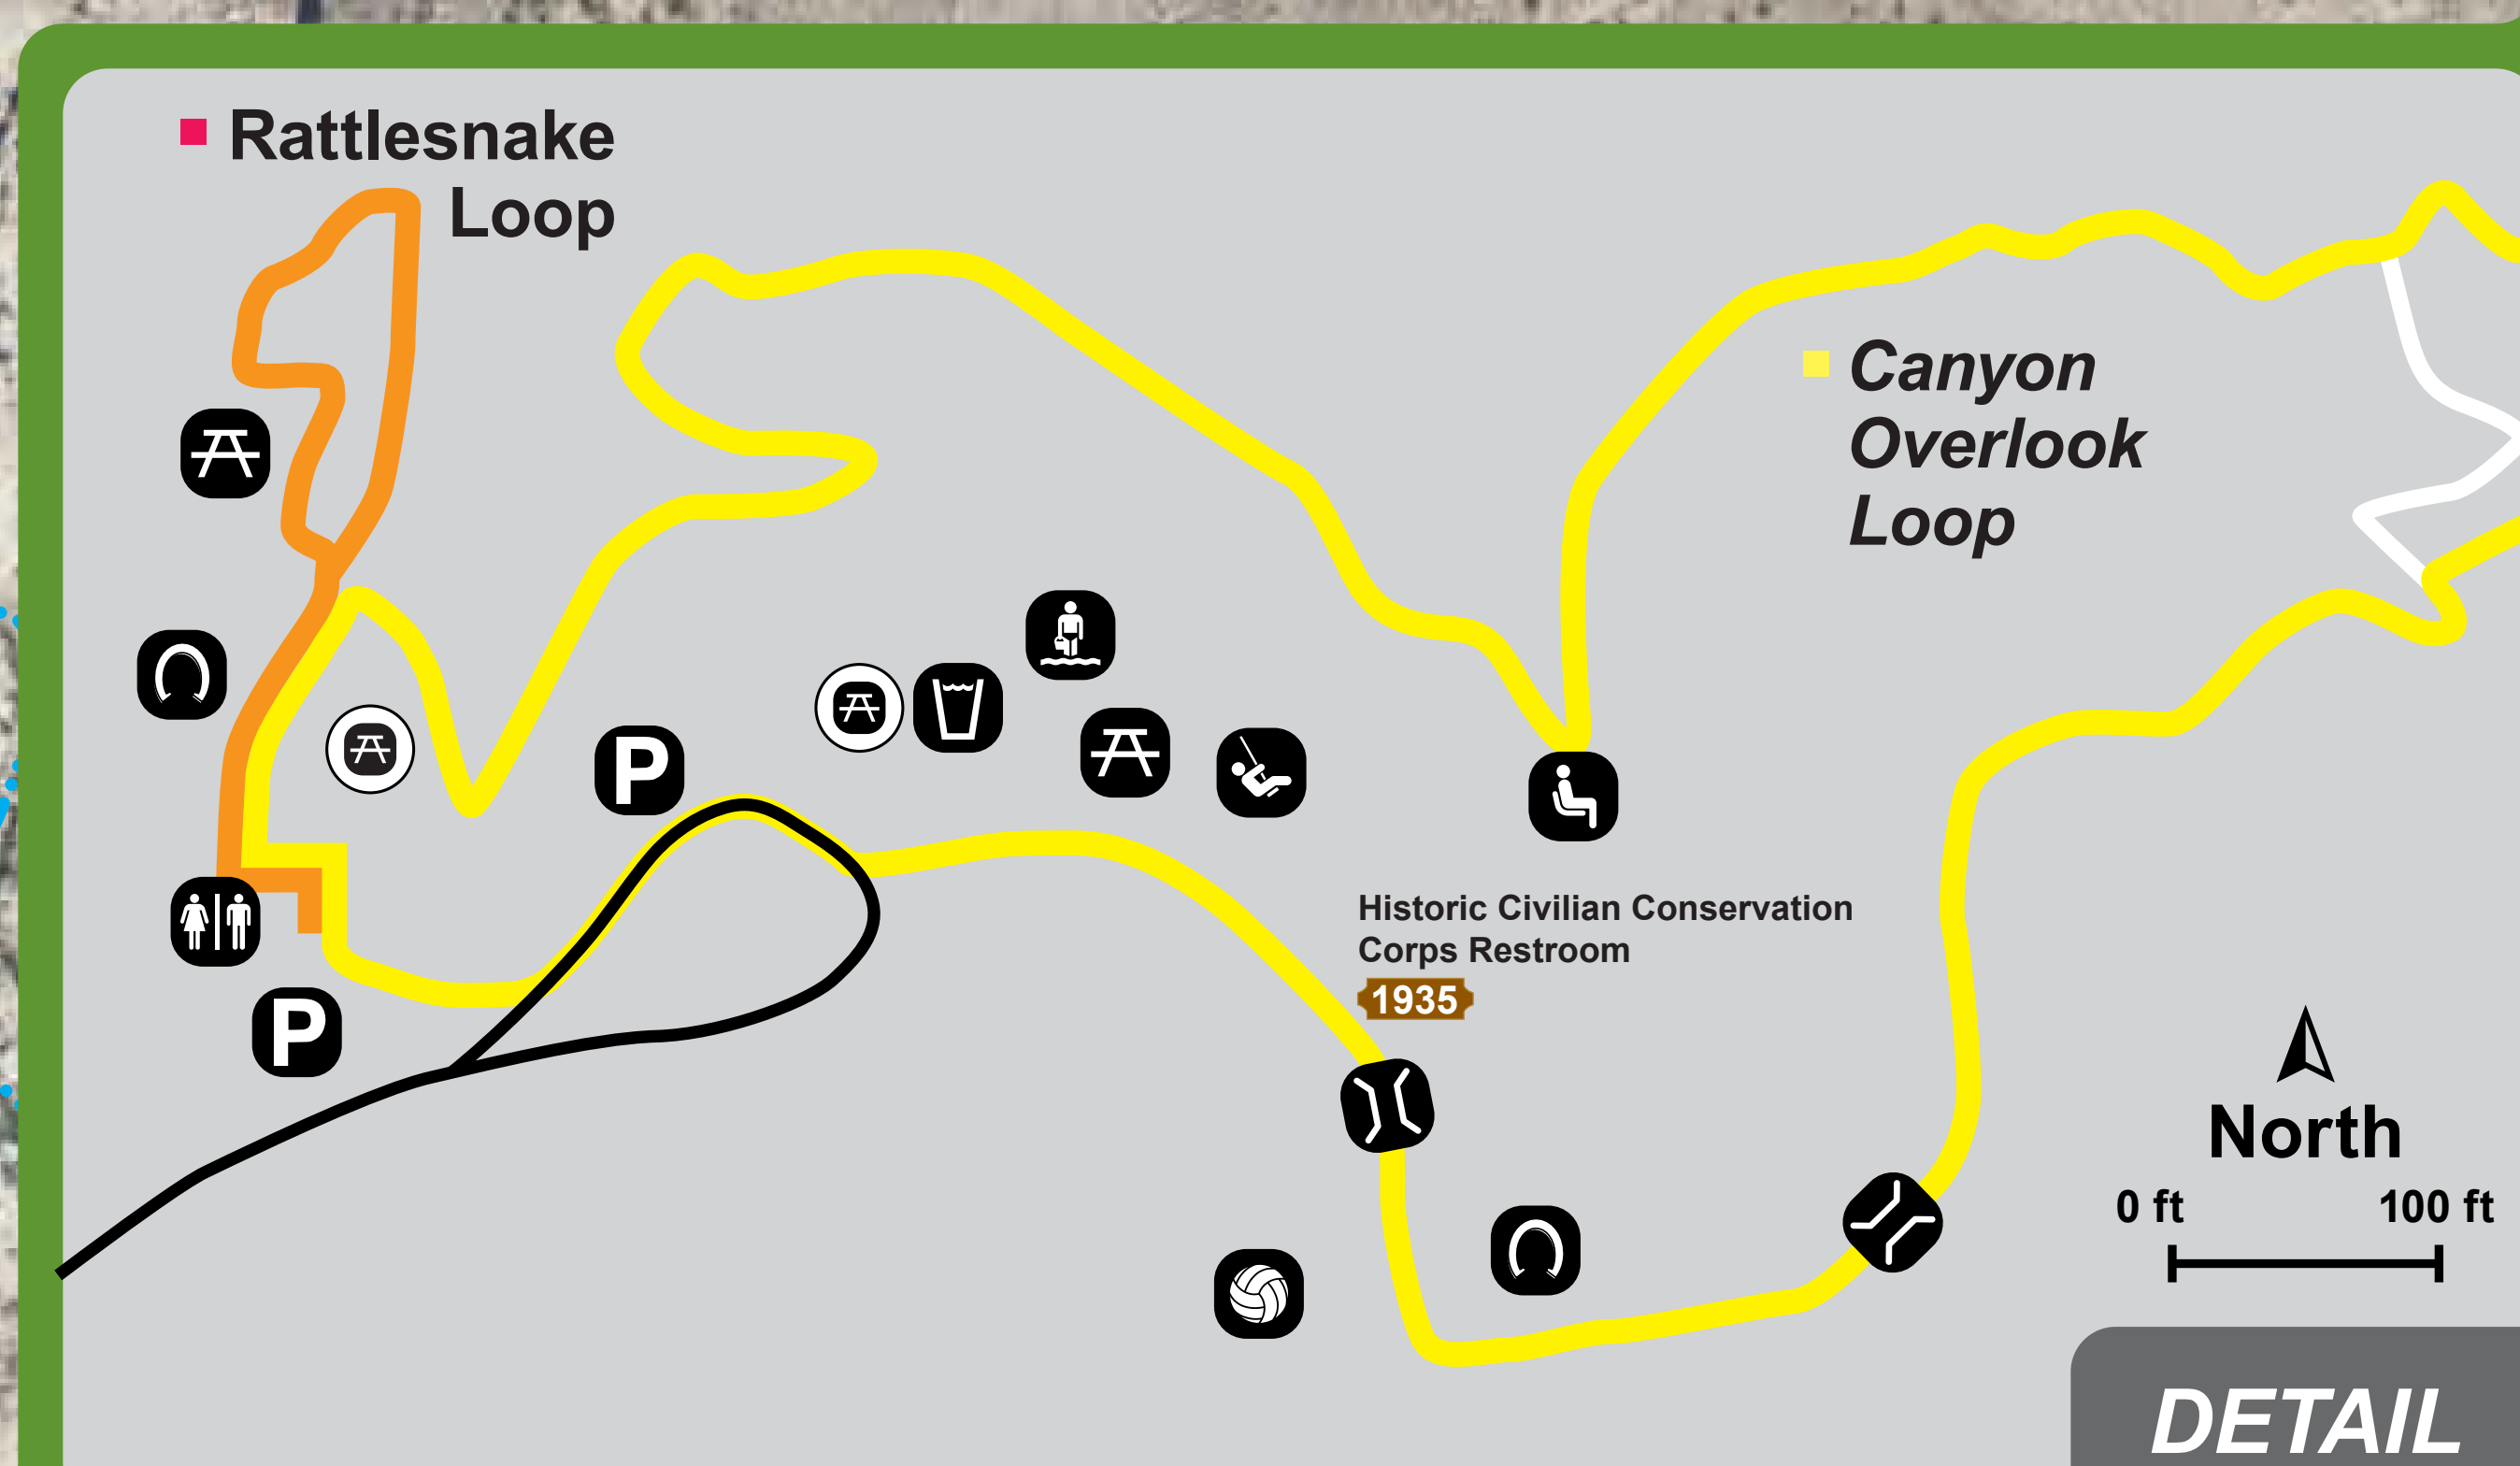 Rattlesnake
Loop
Canyon
Overlook
Loop
P
Historic Civilian Conservation
Corps Restroom
1935
P
North
0 ft 100 ft
DETAIL